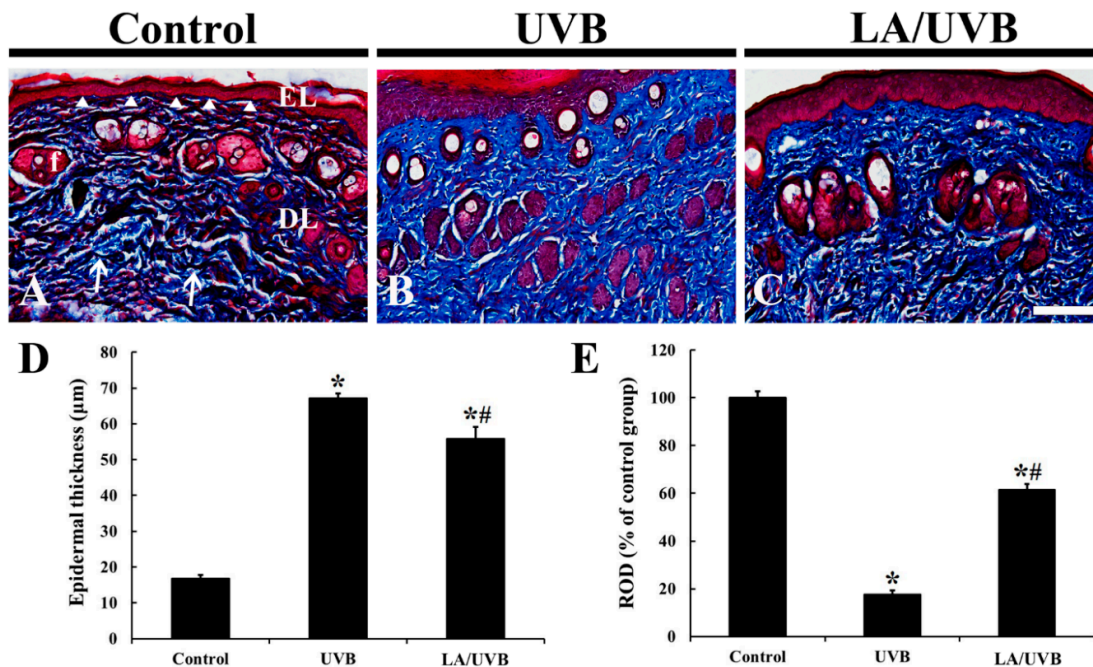 Control UVB LA/UVB
EL
f
DL
A B C
D
Epidermal thickness (µm)
80
70
60
50
40
30
20
10
0
*
*#
Control UVB LA/UVB
E
ROD (% of control group)
120
100
80
60
40
20
0
*
*#
Control UVB LA/UVB